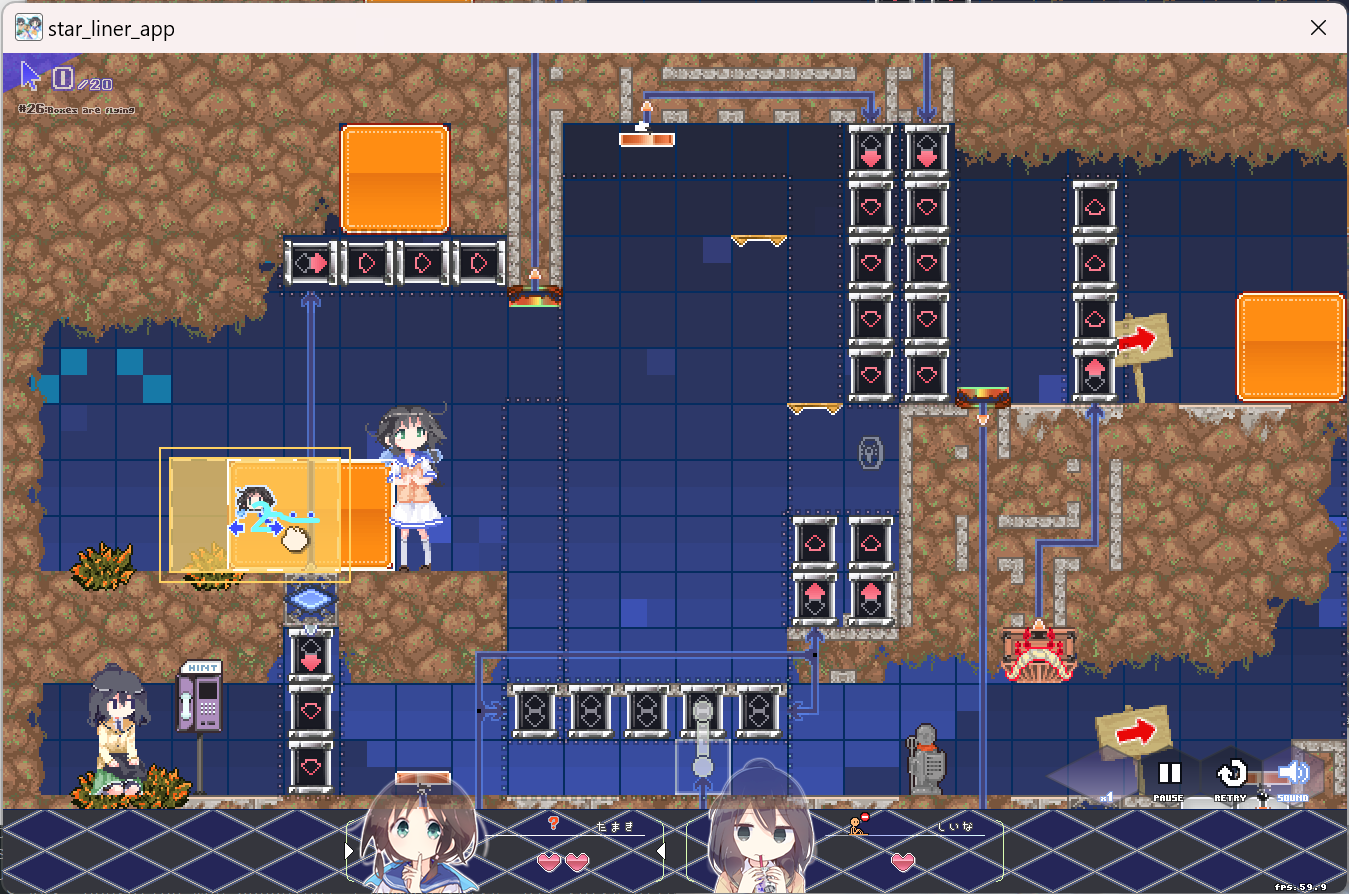 star_liner_app
0/20
#26:Boxes are flying
HINT
x1
PAUSE
RETRY
SOUND
?
たまき
しいな
fps:59.9